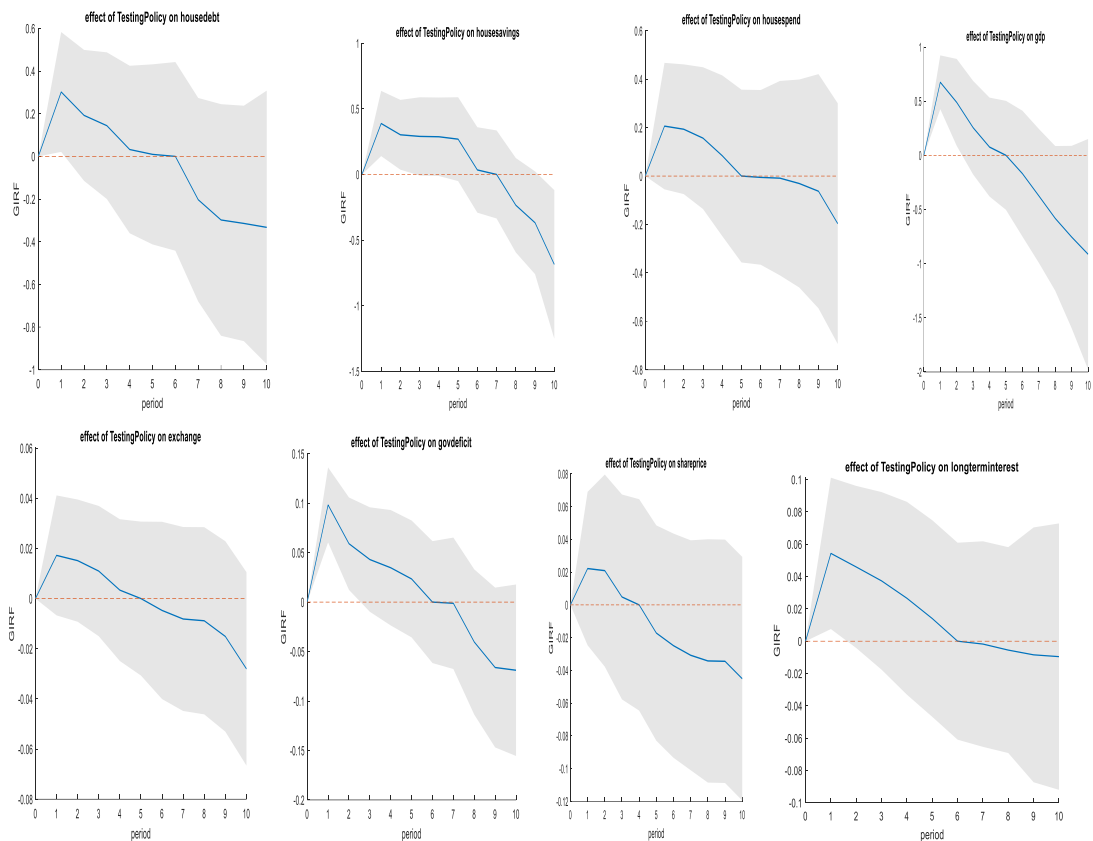 effect of TestingPolicy on housedebt
0.6
0.4
0.2
0
-0.2
-0.4
-0.6
-0.8
-1
GIRF
0 1 2 3 4 5 6 7 8 9 10
period
effect of TestingPolicy on housesavings
1
0.5
0
-0.5
-1
-1.5
GIRF
0 1 2 3 4 5 6 7 8 9 10
period
effect of TestingPolicy on housespend
0.6
0.4
0.2
0
-0.2
-0.4
-0.6
-0.8
GIRF
0 1 2 3 4 5 6 7 8 9 10
period
effect of TestingPolicy on gdp
1
0.5
0
-0.5
-1
-1.5
-2
GIRF
0 1 2 3 4 5 6 7 8 9 10
period
effect of TestingPolicy on exchange
0.06
0.04
0.02
0
-0.02
-0.04
-0.06
-0.08
GIRF
0 1 2 3 4 5 6 7 8 9 10
period
effect of TestingPolicy on govdeficit
0.15
0.1
0.05
0
-0.05
-0.1
-0.15
-0.2
GIRF
0 1 2 3 4 5 6 7 8 9 10
period
effect of TestingPolicy on shareprice
0.08
0.06
0.04
0.02
0
-0.02
-0.04
-0.06
-0.08
-0.1
-0.12
GIRF
0 1 2 3 4 5 6 7 8 9 10
period
effect of TestingPolicy on longterminterest
0.1
0.08
0.06
0.04
0.02
0
-0.02
-0.04
-0.06
-0.08
-0.1
GIRF
0 1 2 3 4 5 6 7 8 9 10
period